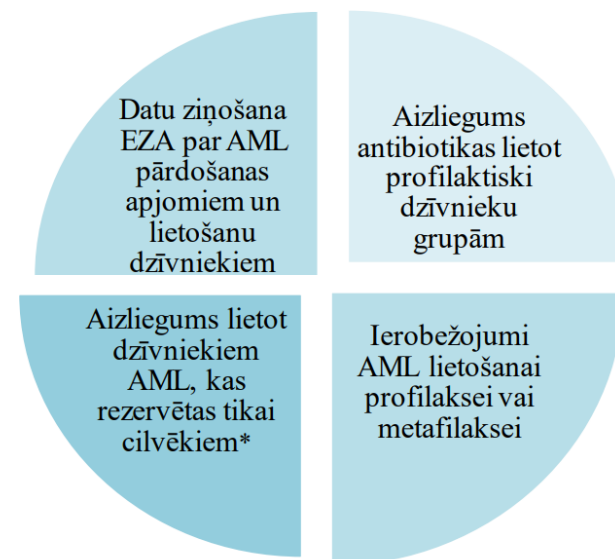 Datu ziņošana
EZA par AML
pārdošanas
apjomiem un
lietošanu
dzīvniekiem
Aizliegums
antibiotikas lietot
profilaktiski
dzīvnieku
grupām
Aizliegums lietot
dzīvniekiem
AML, kas
rezervētas tikai
cilvēkiem*
Ierobežojumi
AML lietošanai
profilaksei vai
metafilaksei